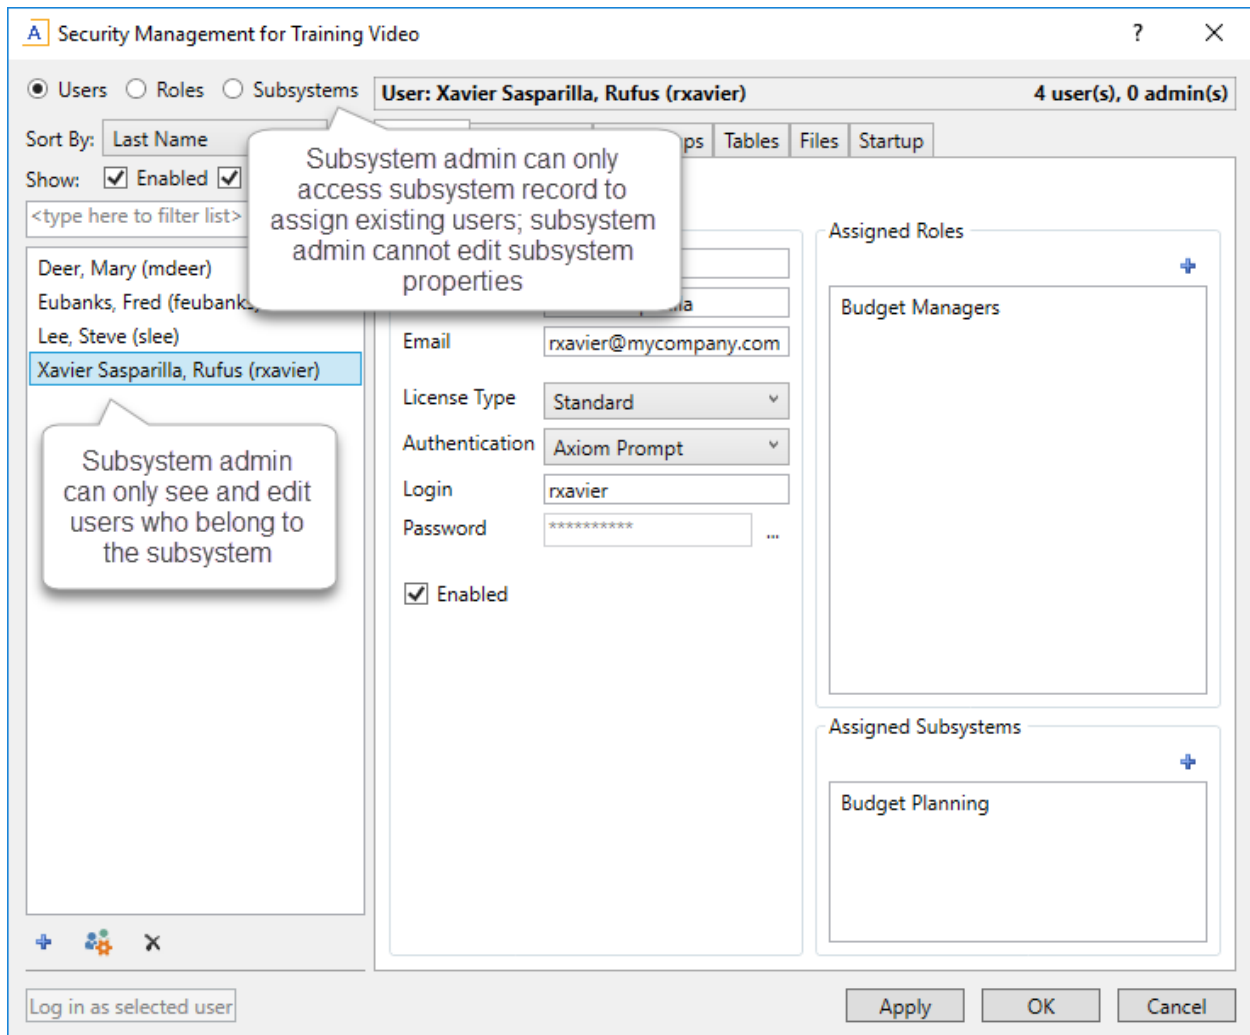 A Security Management for Training Video ?
Users Roles Subsystems
User: Xavier Sasparilla, Rufus (rxavier) 4 user(s), 0 admin(s)
Sort By: Last Name
Tables Files Startup
Show: Enabled
<type here to filter list>
Subsystem admin can only
access subsystem record to
assign existing users; subsystem
admin cannot edit subsystem
properties
Deer, Mary (mdeer)
Eubanks, Fred (feubanks
Lee, Steve (slee)
Xavier Sasparilla, Rufus (rxavier)
Subsystem admin
can only see and edit
users who belong to
the subsystem
Email rxavier@mycompany.com
License Type Standard
Authentication Axiom Prompt
Login rxavier
Password ********** ...
Enabled
Assigned Roles
Budget Managers
Assigned Subsystems
Budget Planning
Log in as selected user
Apply OK Cancel